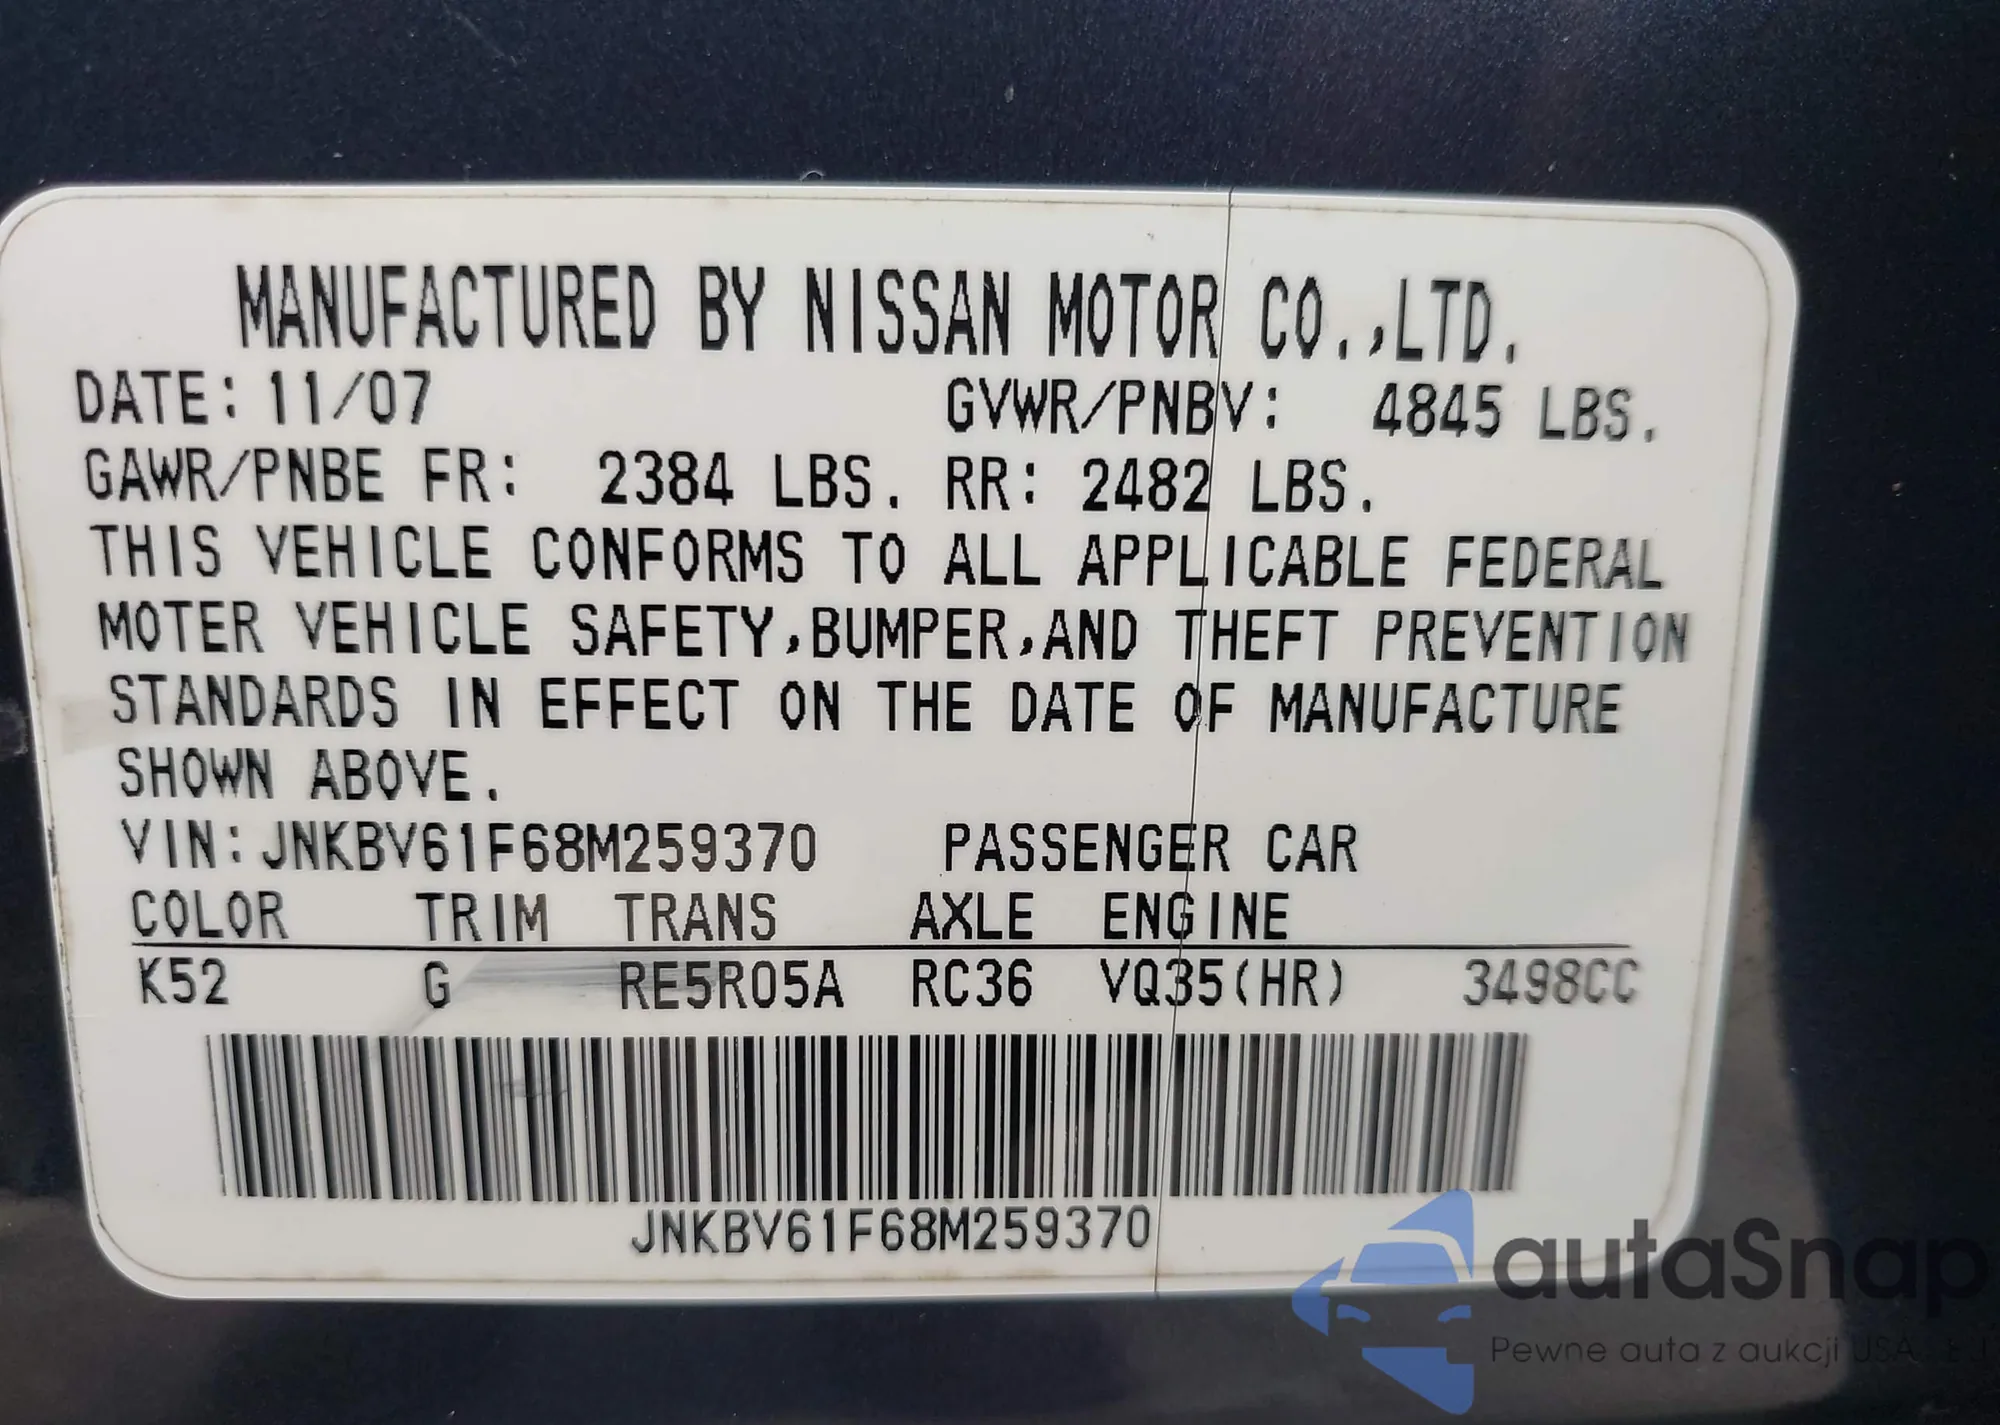 MANUFACTURED BY NISSAN MOTOR CO.,LTD.
DATE: 11/07 GVWR/PNBV: 4845 LBS.
GAWR/PNBE FR: 2384 LBS. RR: 2482 LBS.
THIS VEHICLE CONFORMS TO ALL APPLICABLE FEDERAL
MOTER VEHICLE SAFETY,BUMPER,AND THEFT PREVENTION
STANDARDS IN EFFECT ON THE DATE OF MANUFACTURE
SHOWN ABOVE.
VIN:JNKBV61F68M259370 PASSENGER CAR
COLOR TRIM TRANS AXLE ENGINE
K52 G RE5R05A RC36 VQ35(HR) 3498CC
JNKBV61F68M259370
autaSnap
Pewne auta z aukcji USA